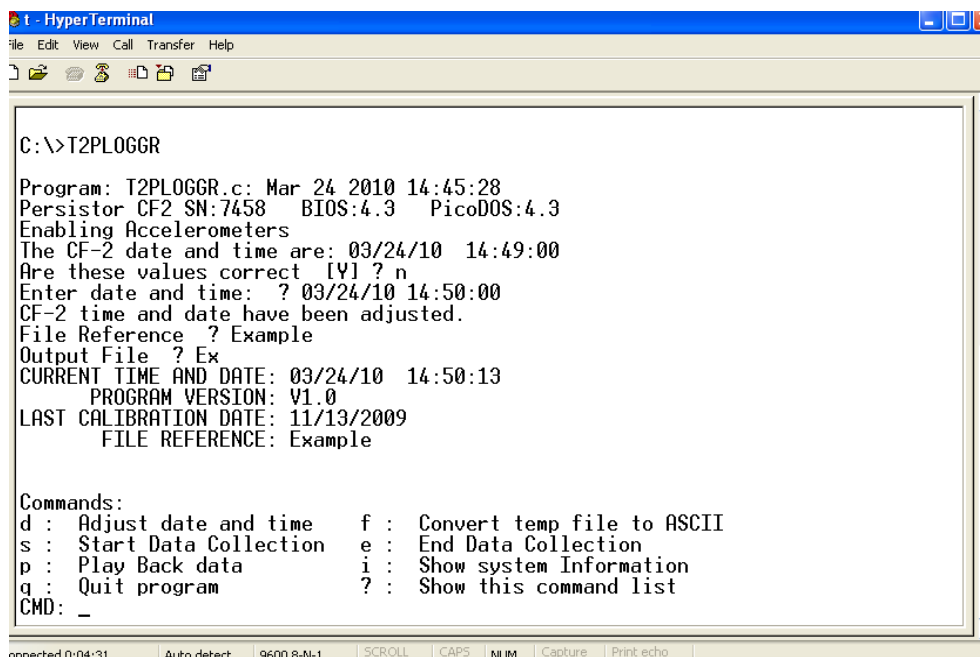 t - HyperTerminal
File Edit View Call Transfer Help
C:\>T2PLOGGR
Program: T2PLOGGR.c: Mar 24 2010 14:45:28
Persistor CF2 SN:7458 BIOS:4.3 PicoDOS:4.3
Enabling Accelerometers
The CF-2 date and time are: 03/24/10 14:49:00
Are these values correct [Y] ? n
Enter date and time: ? 03/24/10 14:50:00
CF-2 time and date have been adjusted.
File Reference ? Example
Output File ? Ex
CURRENT TIME AND DATE: 03/24/10 14:50:13
PROGRAM VERSION: V1.0
LAST CALIBRATION DATE: 11/13/2009
FILE REFERENCE: Example
Commands:
d : Adjust date and time f : Convert temp file to ASCII
s : Start Data Collection e : End Data Collection
p : Play Back data i : Show system Information
q : Quit program ? : Show this command list
CMD: _
onnected 0:04:31 Auto detect 9600 8-N-1 SCROLL CAPS NUM Capture Print echo